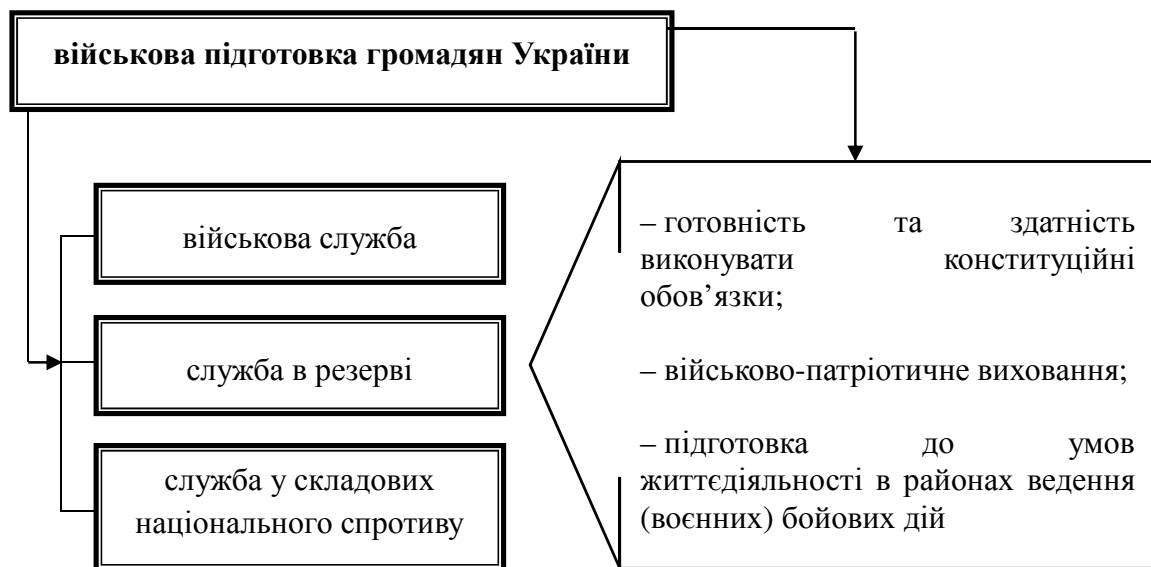 військова підготовка громадян України
військова служба
служба в резерві
служба у складових
національного спротиву
– готовність та здатність
виконувати конституційні
обов’язки;
– військово-патріотичне виховання;
– підготовка до умов
життєдіяльності в районах ведення
(воєнних) бойових дій